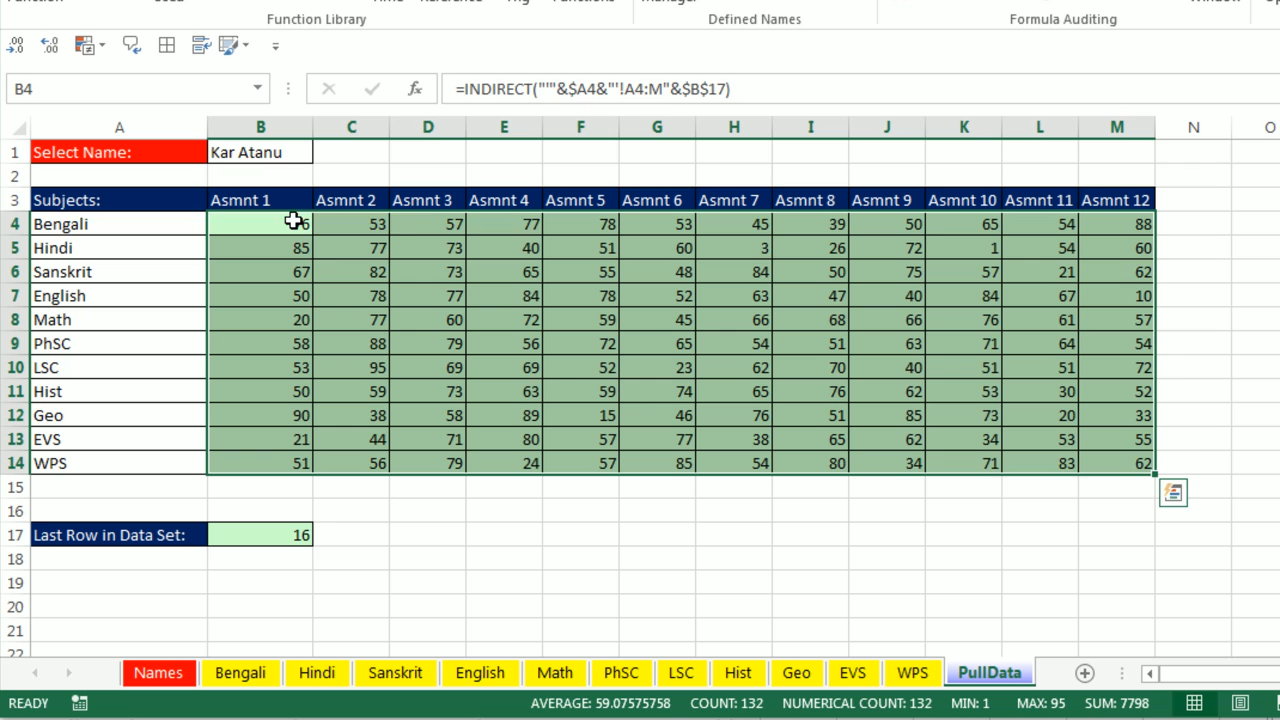 Function Library Defined Names Formula Auditing
B4 fx =INDIRECT("'"&$A4&"'!A4:M"&$B$17)
A B C D E F G H I J K L M N O
1 Select Name: Kar Atanu
2
3 Subjects: Asmnt 1 Asmnt 2 Asmnt 3 Asmnt 4 Asmnt 5 Asmnt 6 Asmnt 7 Asmnt 8 Asmnt 9 Asmnt 10 Asmnt 11 Asmnt 12
4 Bengali 53 57 77 78 53 45 39 50 65 54 88
5 Hindi 85 77 73 40 51 60 3 26 72 1 54 60
6 Sanskrit 67 82 73 65 55 48 84 50 75 57 21 62
7 English 50 78 77 84 78 52 63 47 40 84 67 10
8 Math 20 77 60 72 59 45 66 68 66 76 61 57
9 PhSC 58 88 79 56 72 65 54 51 63 71 64 54
10 LSC 53 95 69 69 52 23 62 70 40 51 51 72
11 Hist 50 59 73 63 59 74 65 76 62 53 30 52
12 Geo 90 38 58 89 15 46 76 51 85 73 20 33
13 EVS 21 44 71 80 57 77 38 65 62 34 53 55
14 WPS 51 56 79 24 57 85 54 80 34 71 83 62
15
16
17 Last Row in Data Set: 16
18
19
20
21
22
Names Bengali Hindi Sanskrit English Math PhSC LSC Hist Geo EVS WPS PullData
READY AVERAGE: 59.07575758 COUNT: 132 NUMERICAL COUNT: 132 MIN: 1 MAX: 95 SUM: 7798